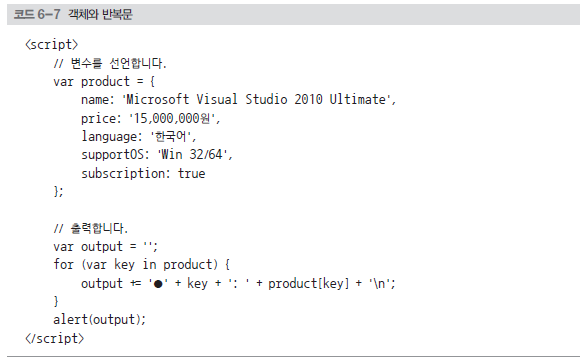 코드 6-7 객체와 반복문
<script>
// 변수를 선언합니다.
var product = {
name: 'Microsoft Visual Studio 2010 Ultimate',
price: '15,000,000원',
language: '한국어',
supportOS: 'Win 32/64',
subscription: true
};
// 출력합니다.
var output = '';
for (var key in product) {
output += '●' + key + ': ' + product[key] + '\n';
}
alert(output);
</script>